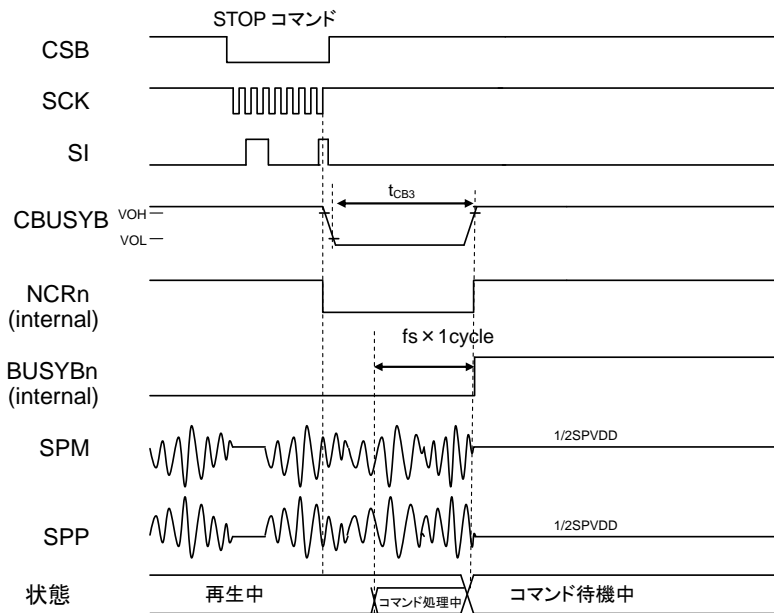 STOP コマンド
CSB
SCK
SI
tCB3
CBUSYB
VOH
VOL
NCRn
(internal)
fs×1cycle
BUSYBn
(internal)
SPM
1/2SPVDD
SPP
1/2SPVDD
状態
再生中
コマンド処理中
コマンド待機中